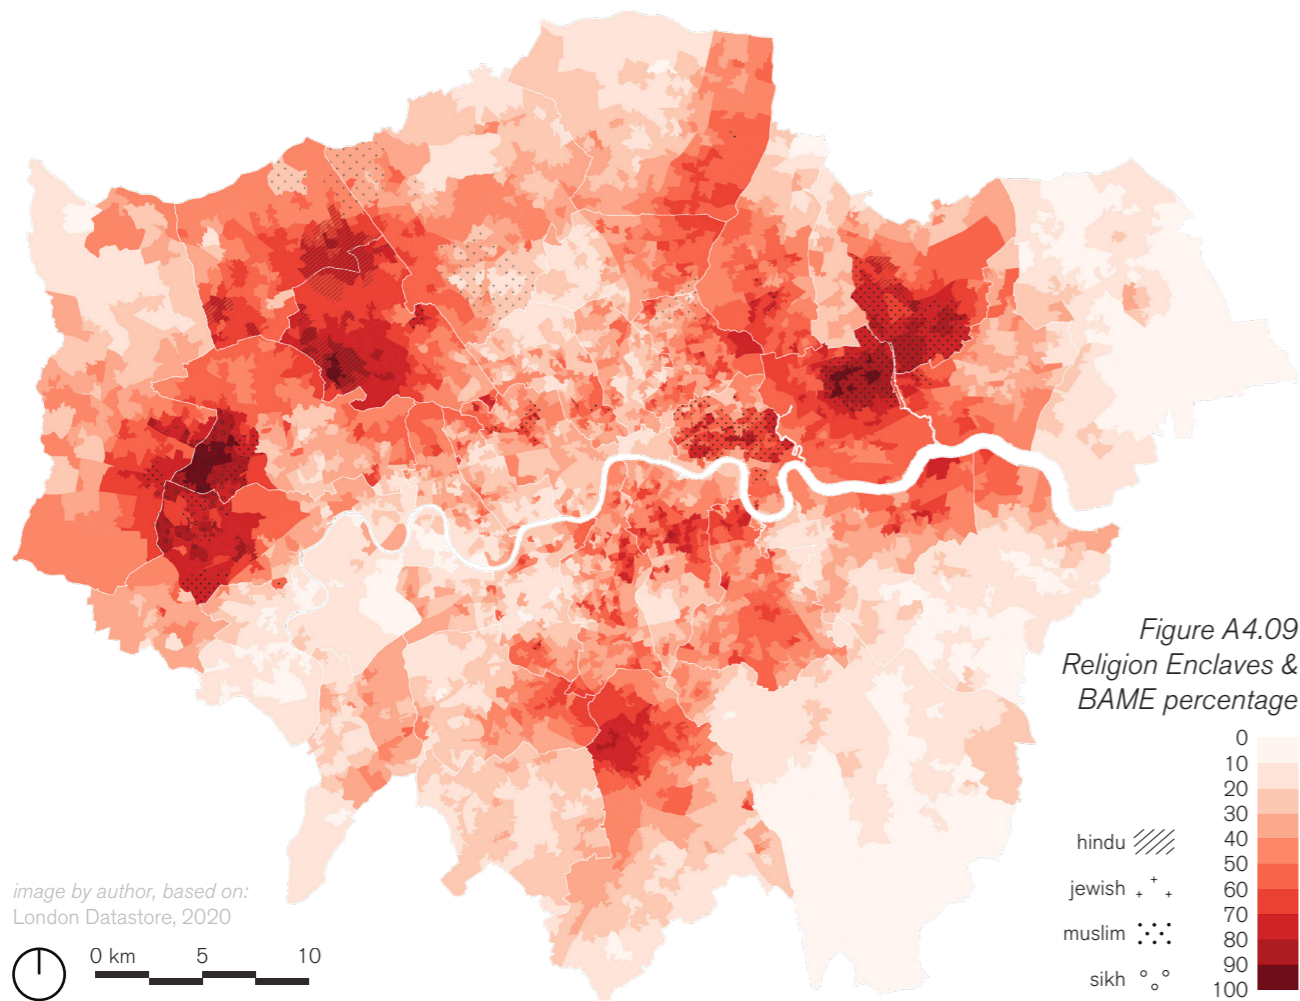 Figure A4.09
Religion Enclaves &
BAME percentage
0
10
20
30
40
50
60
70
80
90
100
hindu
jewish
muslim
sikh
image by author, based on:
London Datastore, 2020
0 km 5 10